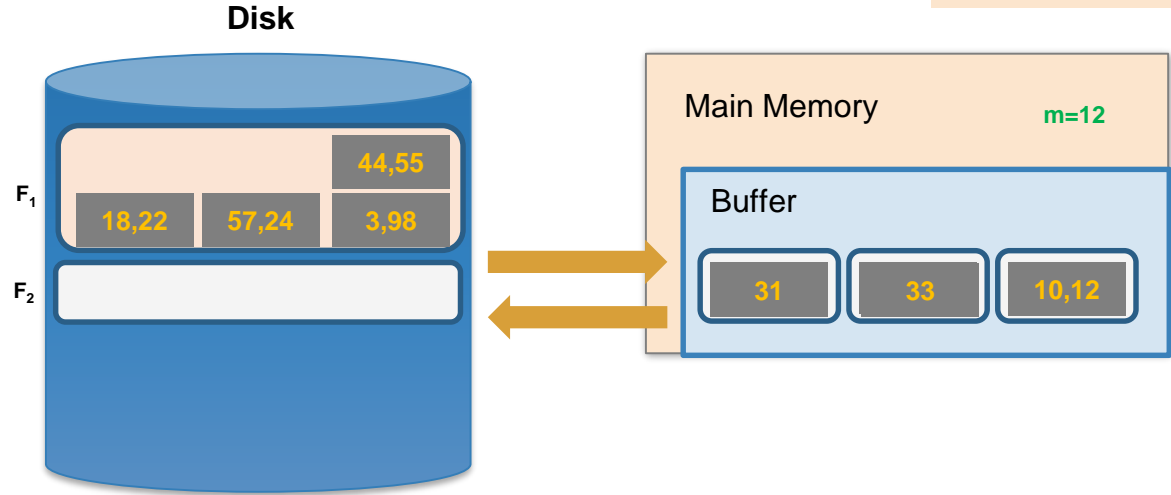 Disk
Main Memory
m=12
F₁
44,55
18,22 57,24 3,98
Buffer
F₂
31 33 10,12